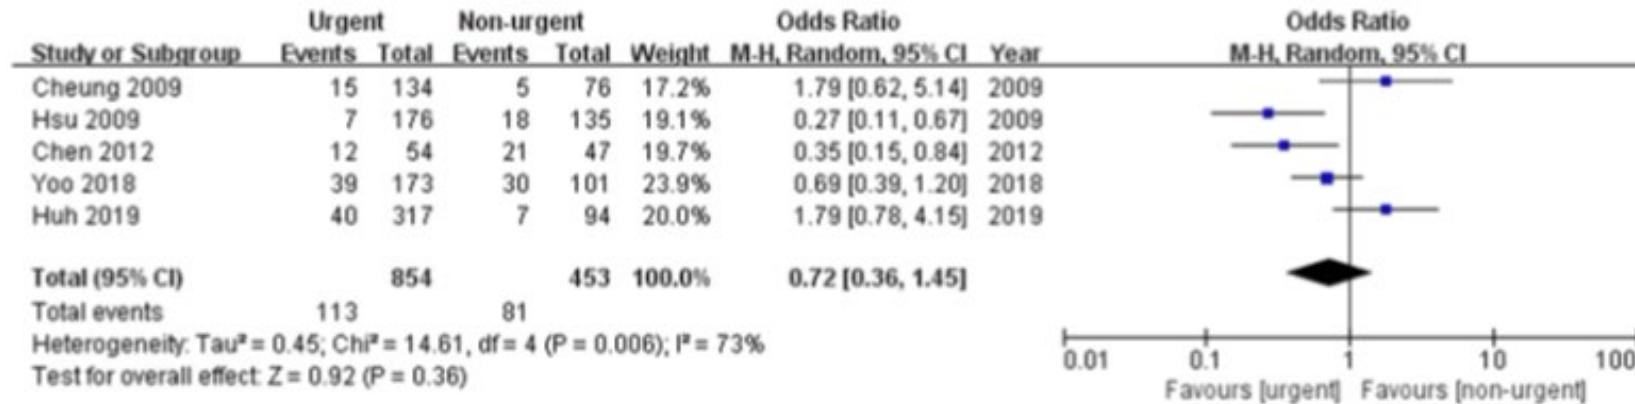 Urgent Non-urgent Odds Ratio Odds Ratio
Study or Subgroup Events Total Events Total Weight M-H, Random, 95% CI Year M-H, Random, 95% CI
Cheung 2009 15 134 5 76 17.2% 1.79 [0.62, 5.14] 2009
Hsu 2009 7 176 18 135 19.1% 0.27 [0.11, 0.67] 2009
Chen 2012 12 54 21 47 19.7% 0.35 [0.15, 0.84] 2012
Yoo 2018 39 173 30 101 23.9% 0.69 [0.39, 1.20] 2018
Huh 2019 40 317 7 94 20.0% 1.79 [0.78, 4.15] 2019
Total (95% CI) 854 453 100.0% 0.72 [0.36, 1.45]
Total events 113 81
Heterogeneity: Tau² = 0.45; Chi² = 14.61, df = 4 (P = 0.006); I² = 73%
Test for overall effect: Z = 0.92 (P = 0.36)
0.01 0.1 1 10 100
Favours [urgent] Favours [non-urgent]